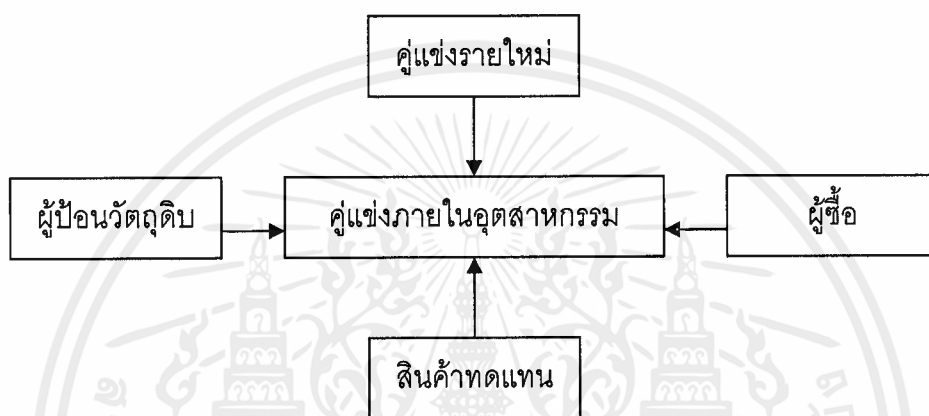 คู่แข่งรายใหม่
ผู้ป้อนวัตถุดิบ
คู่แข่งภายในอุตสาหกรรม
ผู้ซื้อ
สินค้าทดแทน